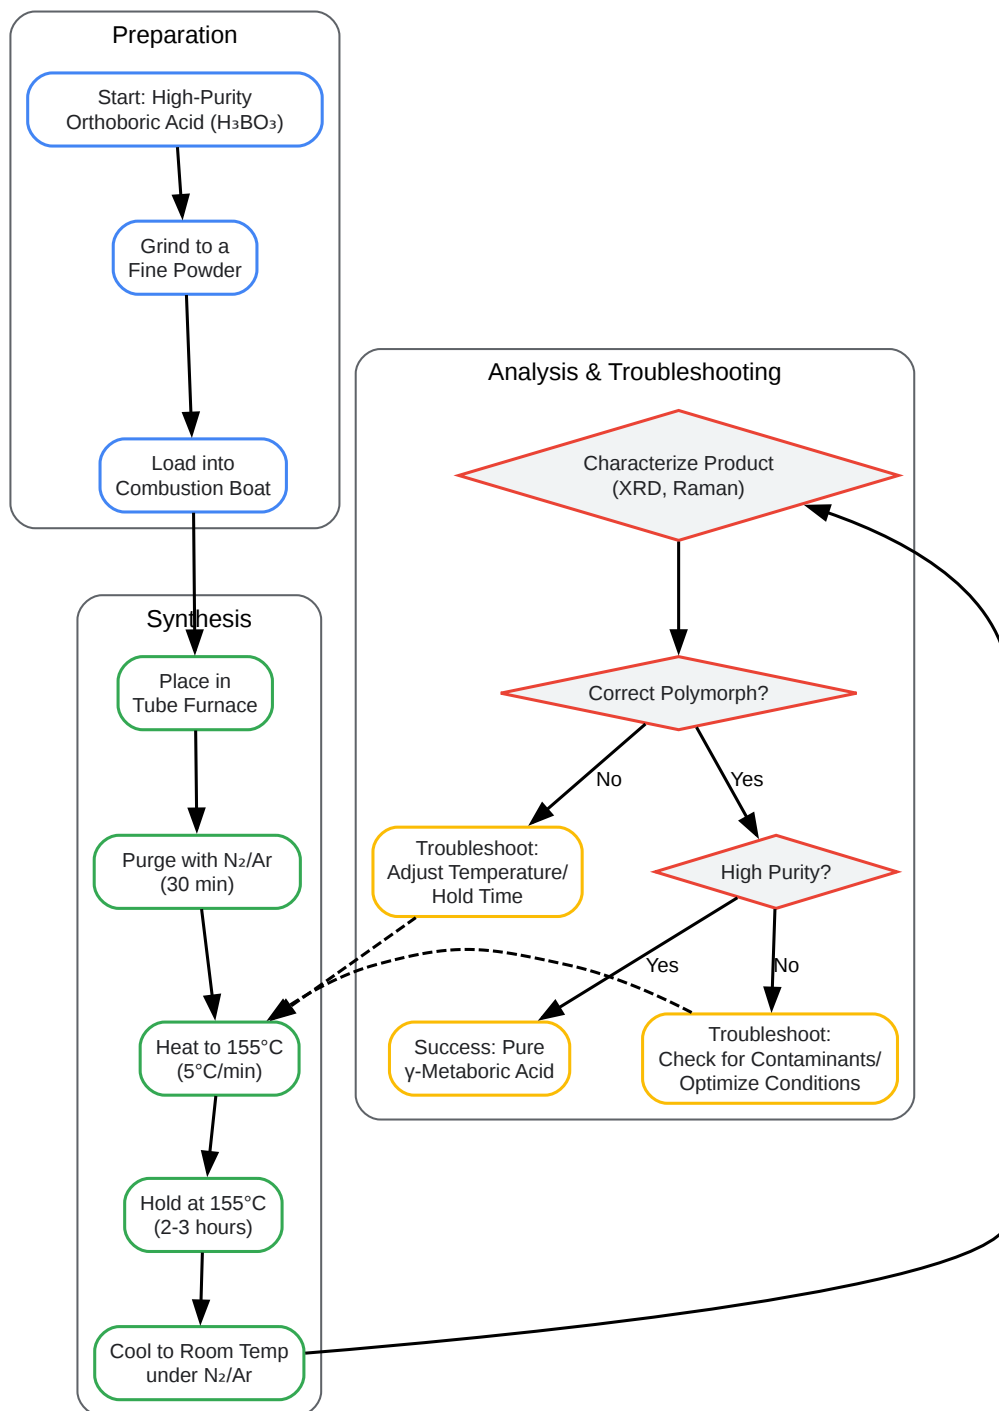 Preparation
Start: High-Purity
Orthoboric Acid (H₃BO₃)
Grind to a
Fine Powder
Load into
Combustion Boat
Synthesis
Place in
Tube Furnace
Purge with N₂/Ar
(30 min)
Heat to 155°C
(5°C/min)
Hold at 155°C
(2-3 hours)
Cool to Room Temp
under N₂/Ar
Analysis & Troubleshooting
Characterize Product
(XRD, Raman)
Correct Polymorph?
No
Yes
Troubleshoot:
Adjust Temperature/
Hold Time
High Purity?
Yes
No
Success: Pure
γ-Metaboric Acid
Troubleshoot:
Check for Contaminants/
Optimize Conditions